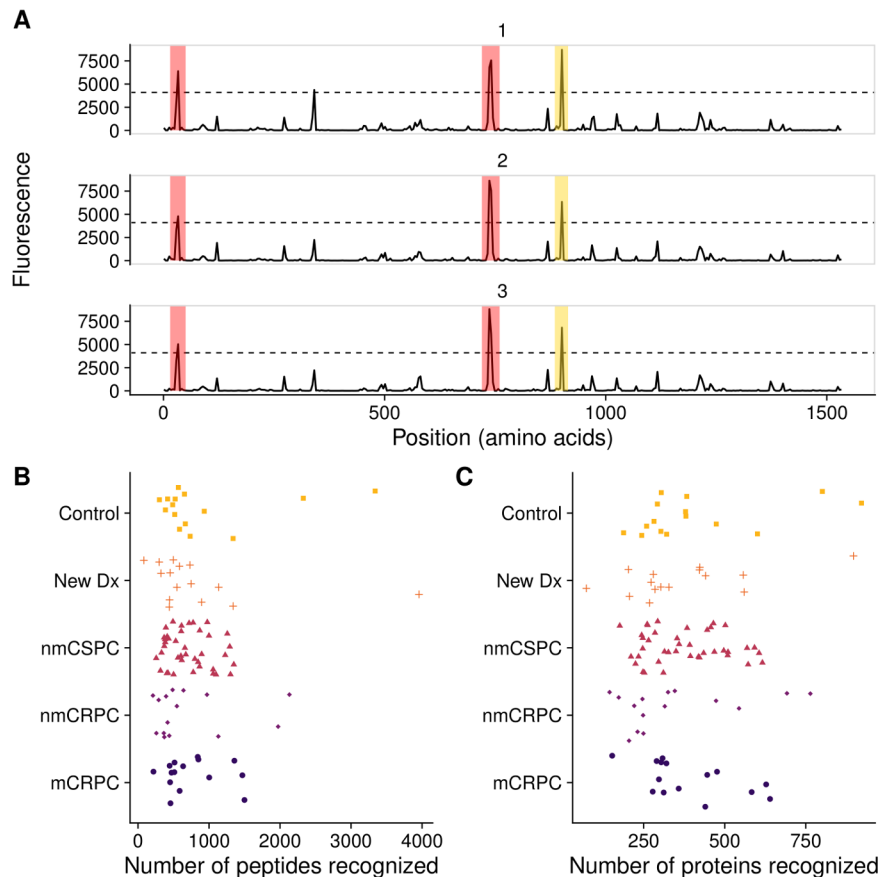 A
1
7500
5000
2500
0
2
7500
5000
2500
0
3
7500
5000
2500
0
Fluorescence
0 500 1000 1500
Position (amino acids)
B
Control
New Dx
nmCSPC
nmCRPC
mCRPC
0 1000 2000 3000 4000
Number of peptides recognized
C
Control
New Dx
nmCSPC
nmCRPC
mCRPC
250 500 750
Number of proteins recognized